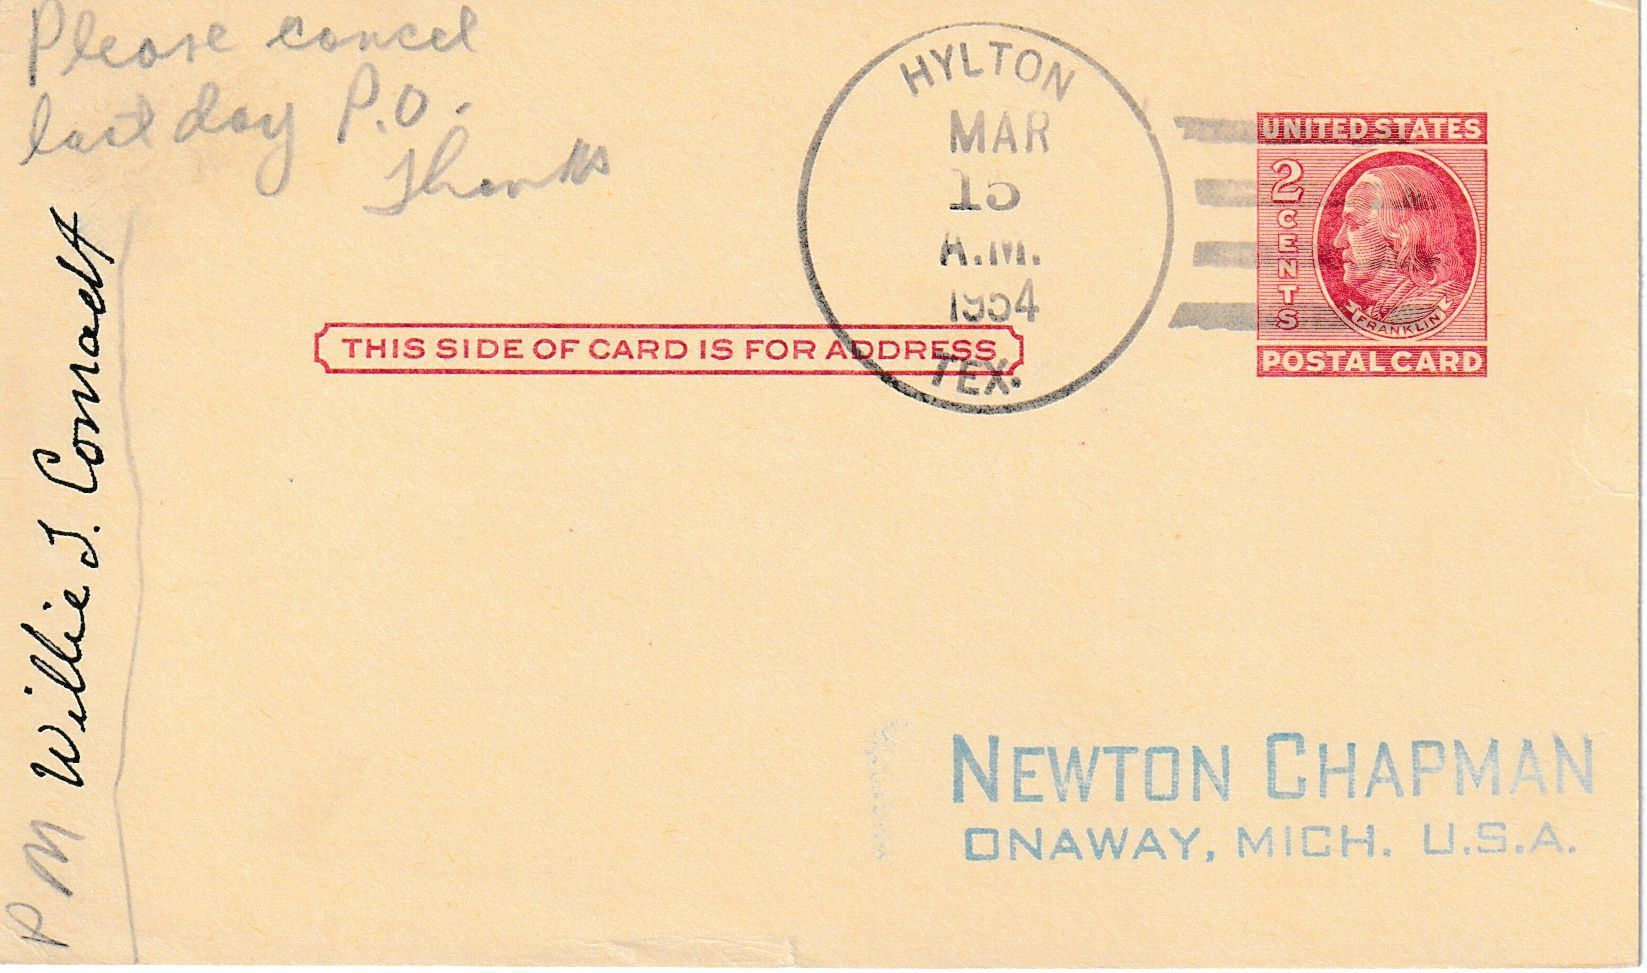 Please cancel
last day P.O.
Thanks
HYLTON
MAR
15
A.M.
1954
TEX.
UNITED STATES
2 CENTS
FRANKLIN
POSTAL CARD
THIS SIDE OF CARD IS FOR ADDRESS
PM Willie J.
NEWTON CHAPMAN
ONAWAY, MICH. U.S.A.